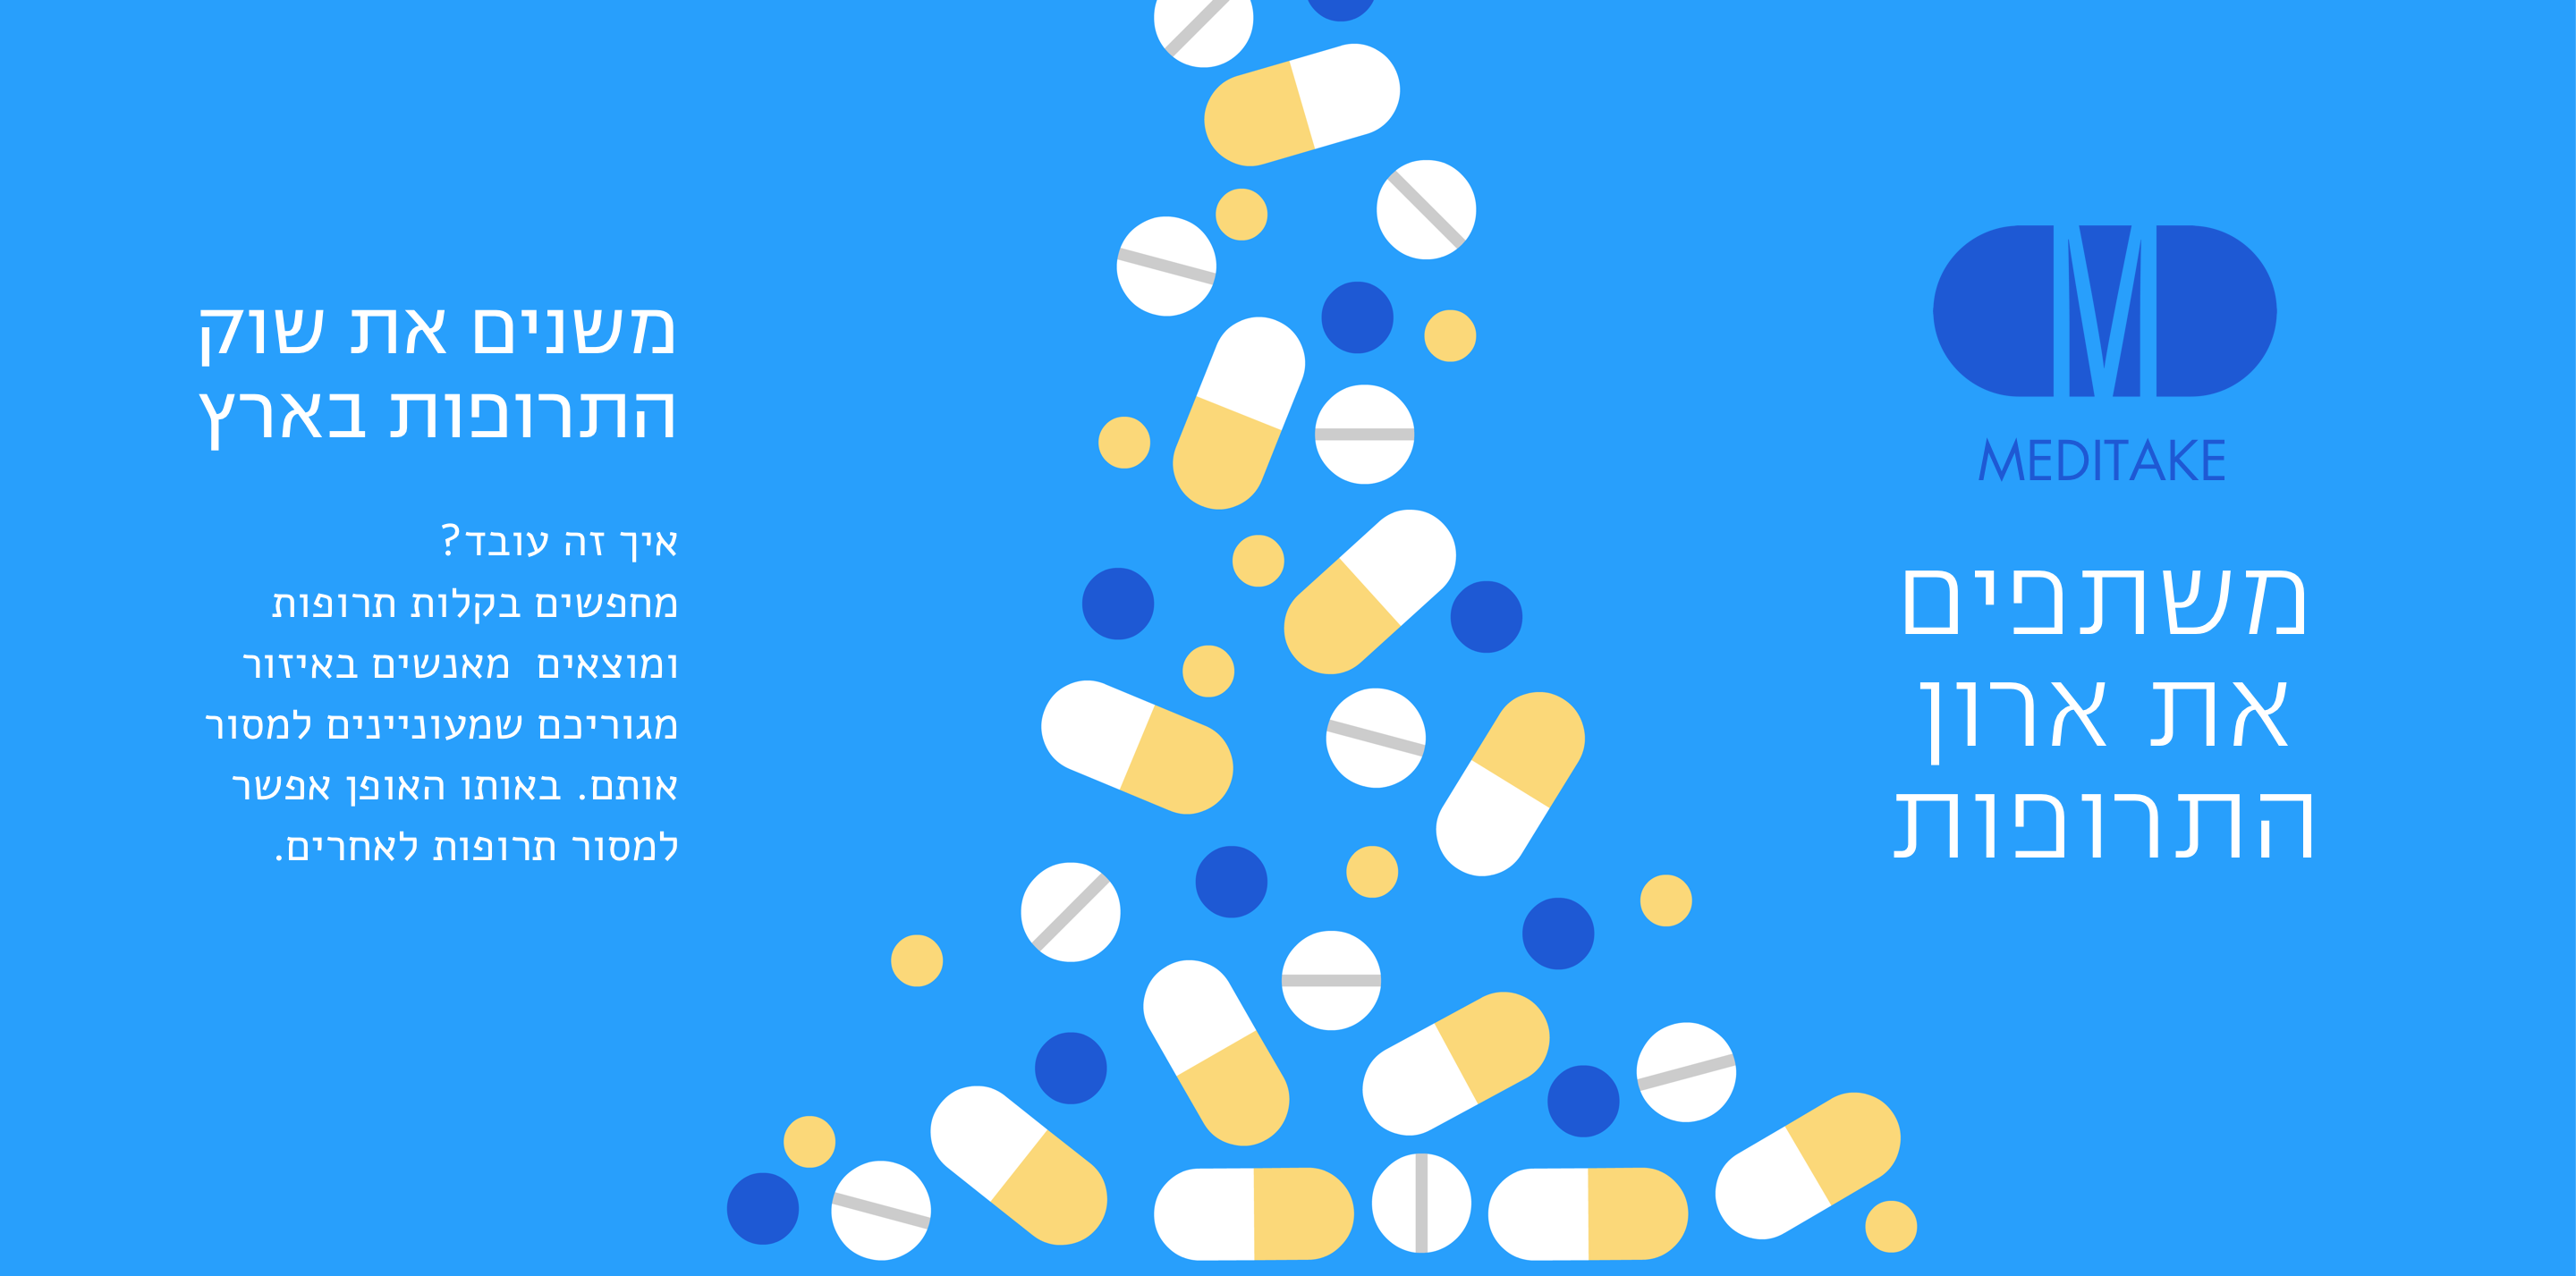 MEDITAKE
משתפים
את ארון
התרופות
משנים את שוק
התרופות בארץ
איך זה עובד?
מחפשים בקלות תרופות
ומוצאים  מאנשים באיזור
מגוריכם שמעוניינים למסור
אותם. באותו האופן אפשר
למסור תרופות לאחרים.